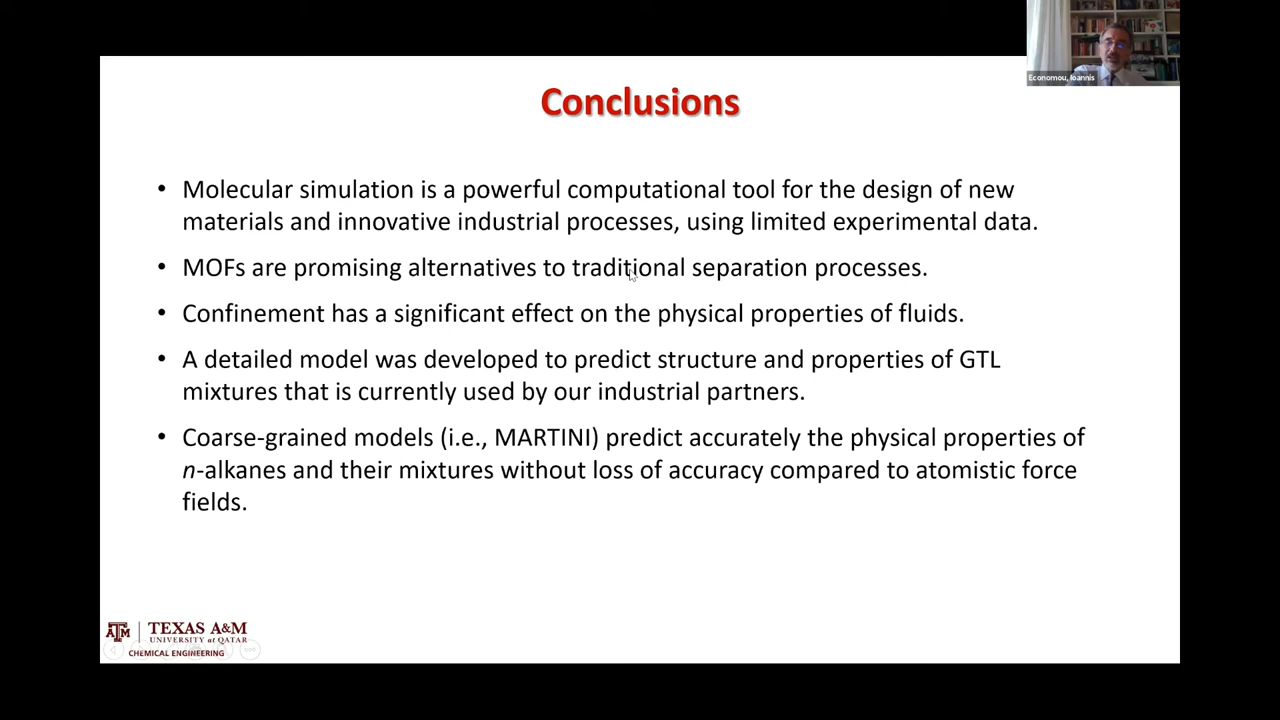 Economou, Ioannis
Conclusions
• Molecular simulation is a powerful computational tool for the design of new
materials and innovative industrial processes, using limited experimental data.
• MOFs are promising alternatives to traditional separation processes.
• Confinement has a significant effect on the physical properties of fluids.
• A detailed model was developed to predict structure and properties of GTL
mixtures that is currently used by our industrial partners.
• Coarse-grained models (i.e., MARTINI) predict accurately the physical properties of
n-alkanes and their mixtures without loss of accuracy compared to atomistic force
fields.
ATM TEXAS A&M
UNIVERSITY at QATAR
CHEMICAL ENGINEERING